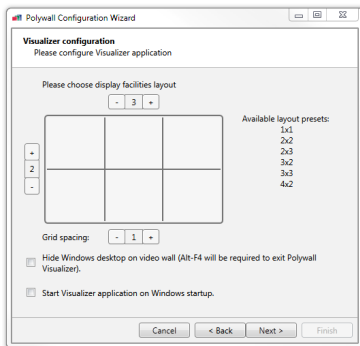 Polywall Configuration Wizard
Visualizer configuration
Please configure Visualizer application
Please choose display facilities layout
- 3 +
Available layout presets:
1x1
2x2
2x3
3x2
3x3
4x2
+
2
-
Grid spacing: - 1 +
Hide Windows desktop on video wall (Alt-F4 will be required to exit Polywall
Visualizer).
Start Visualizer application on Windows startup.
Cancel < Back Next > Finish